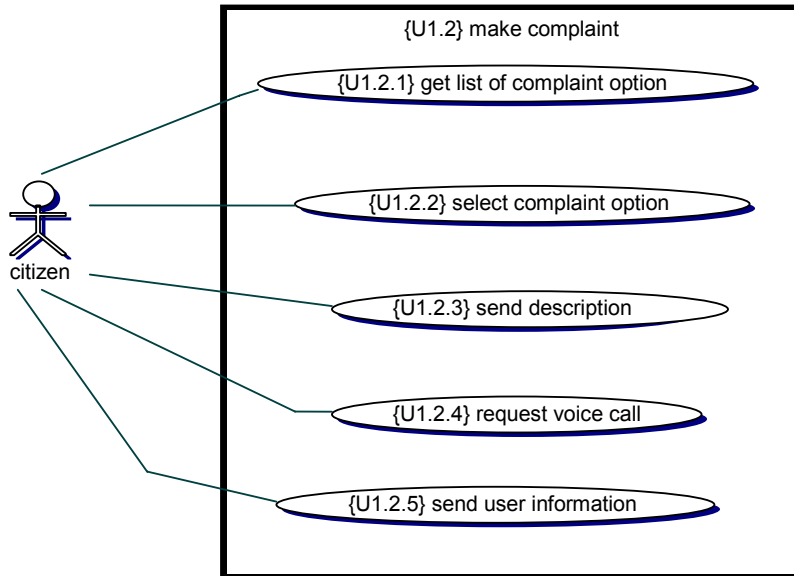 {U1.2} make complaint
{U1.2.1} get list of complaint option
{U1.2.2} select complaint option
citizen
{U1.2.3} send description
{U1.2.4} request voice call
{U1.2.5} send user information